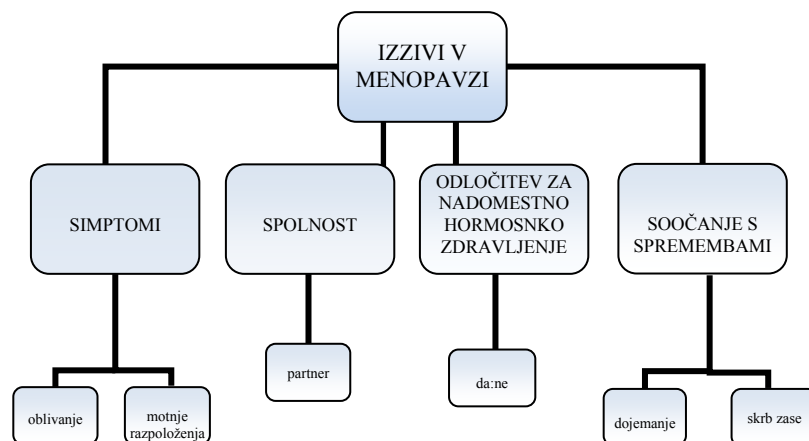 IZZIVI V
MENOPAVZI
SIMPTOMI
SPOLNOST
ODLOČITEV ZA
NADOMESTNO
HORMOSNKO
ZDRAVLJENJE
SOOČANJE S
SPREMEMBAMI
oblivanje
motnje
razpoloženja
partner
da:ne
dojemanje
skrb zase